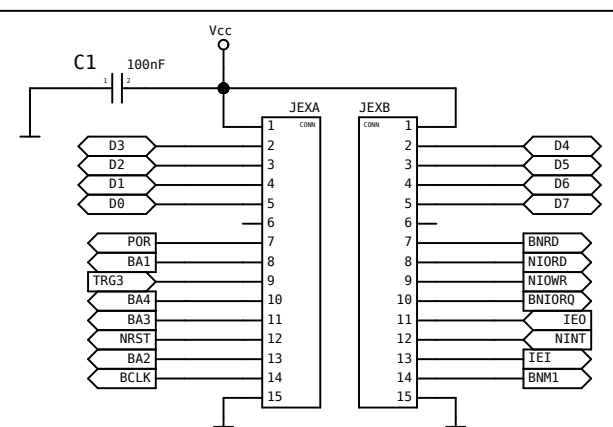 Vcc
C1 100nF
1 2
JEXA JEXB
1 CONN CONN 1
D3 2 2 D4
D2 3 3 D5
D1 4 4 D6
D0 5 5 D7
6 6
POR 7 7 BNRD
BA1 8 8 NIORD
TRG3 9 9 NIOWR
BA4 10 10 BNIORQ
BA3 11 11 IEO
NRST 12 12 NINT
BA2 13 13 IEI
BCLK 14 14 BNM1
15 15